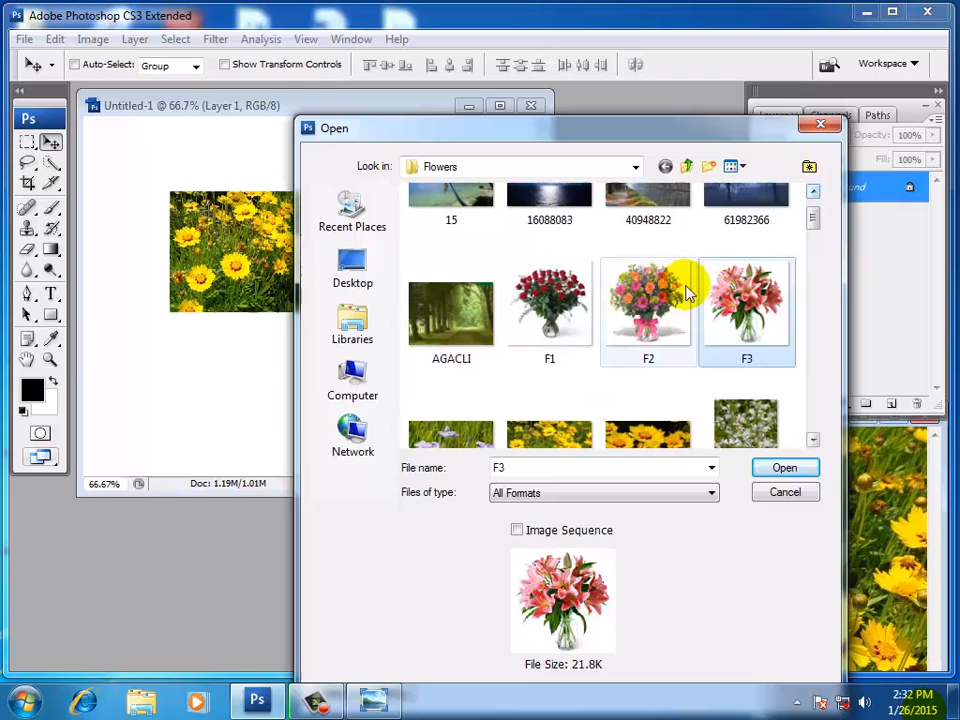 Adobe Photoshop CS3 Extended
File Edit Image Layer Select Filter Analysis View Window Help
Auto-Select: Group Show Transform Controls Workspace
Untitled-1 @ 66.7% (Layer 1, RGB/8)
Ps
Paths
Opacity: 100%
Fill: 100%
Open
Look in: Flowers
Recent Places
Desktop
Libraries
Computer
Network
15 16088083 40948822 61982366
AGACLI F1 F2 F3
File name: F3 Open
Files of type: All Formats Cancel
Image Sequence
File Size: 21.8K
66.67% Doc: 1.19M/1.01M
Ps
2:32 PM
1/26/2015